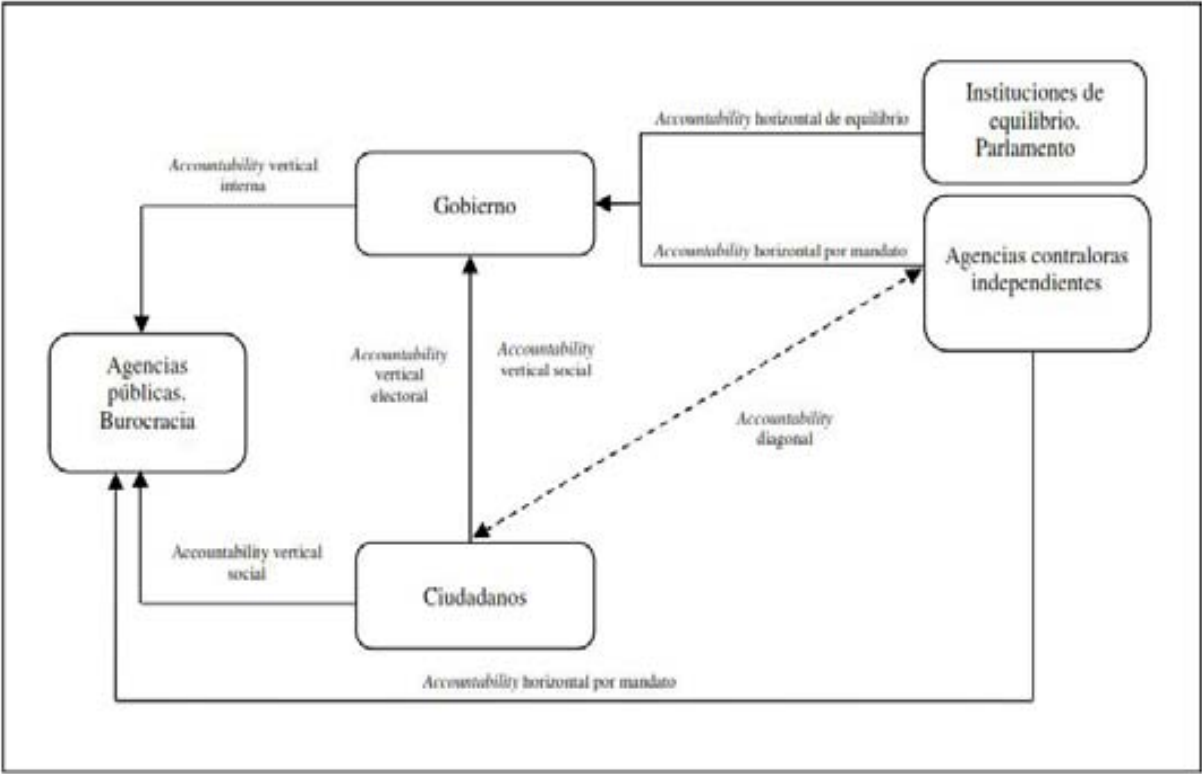 Instituciones de
equilibrio.
Parlamento
Accountability horizontal de equilibrio
Accountability vertical
interna
Gobierno
Accountability horizontal por mandato
Agencias contraloras
independientes
Agencias
públicas.
Burocracia
Accountability
vertical
electoral
Accountability
vertical social
Accountability
diagonal
Accountability vertical
social
Ciudadanos
Accountability horizontal por mandato